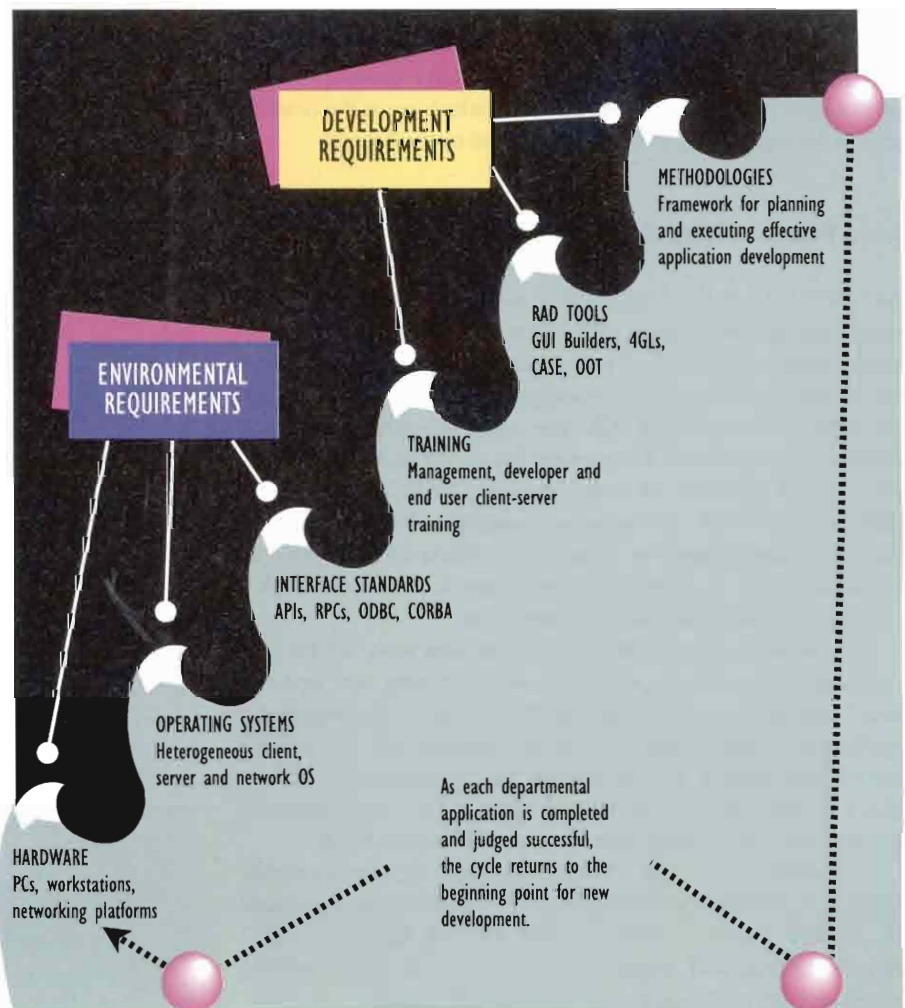 DEVELOPMENT
REQUIREMENTS
METHODOLOGIES
Framework for planning
and executing effective
application development
RAD TOOLS
GUI Builders, 4GLs,
CASE, OOT
ENVIRONMENTAL
REQUIREMENTS
TRAINING
Management, developer and
end user client-server
training
INTERFACE STANDARDS
APIs, RPCs, ODBC, CORBA
OPERATING SYSTEMS
Heterogeneous client,
server and network OS
As each departmental
application is completed
and judged successful,
the cycle returns to the
beginning point for new
development.
HARDWARE
PCs, workstations,
networking platforms